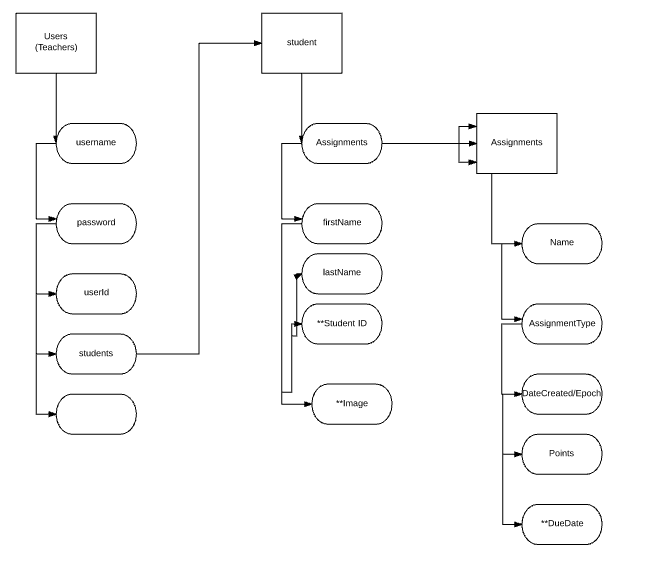 Users
(Teachers)
username
password
userId
students
student
Assignments
firstName
lastName
**Student ID
**Image
Assignments
Name
AssignmentType
DateCreated/Epoch
Points
**DueDate